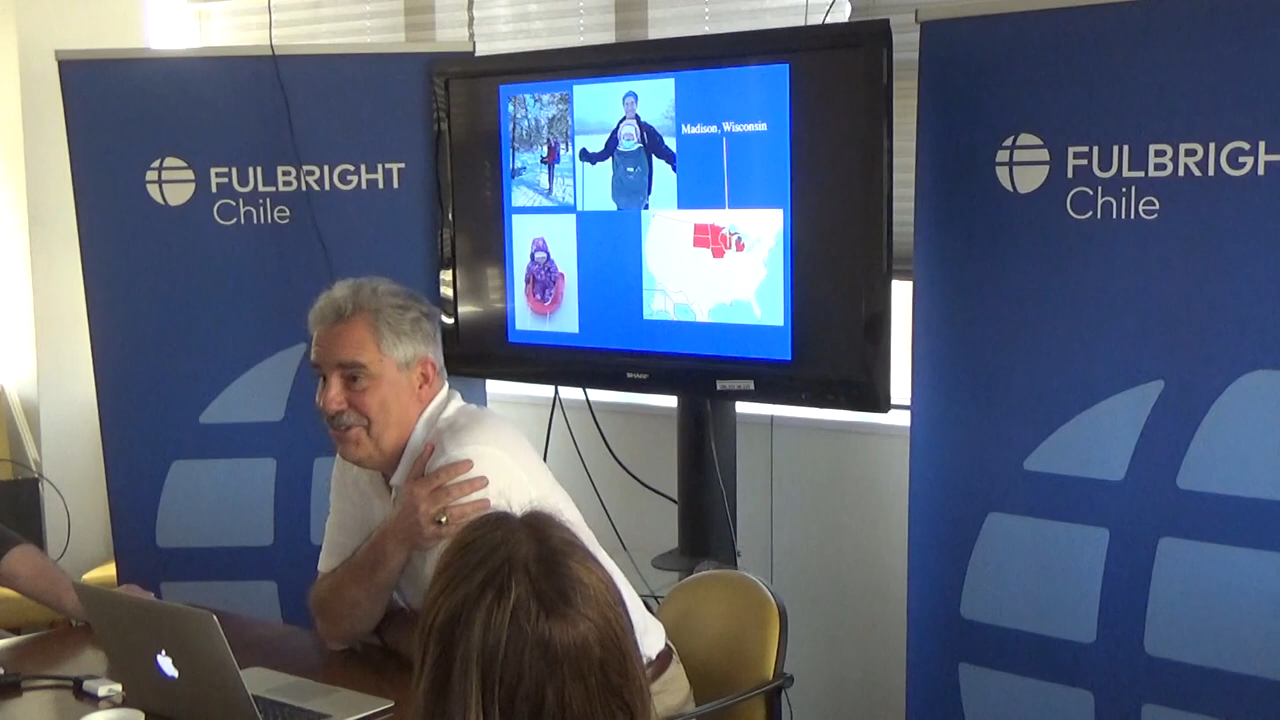 FULBRIGHT
Chile
Madison, Wisconsin
SHARP
FULBRIGH
Chile